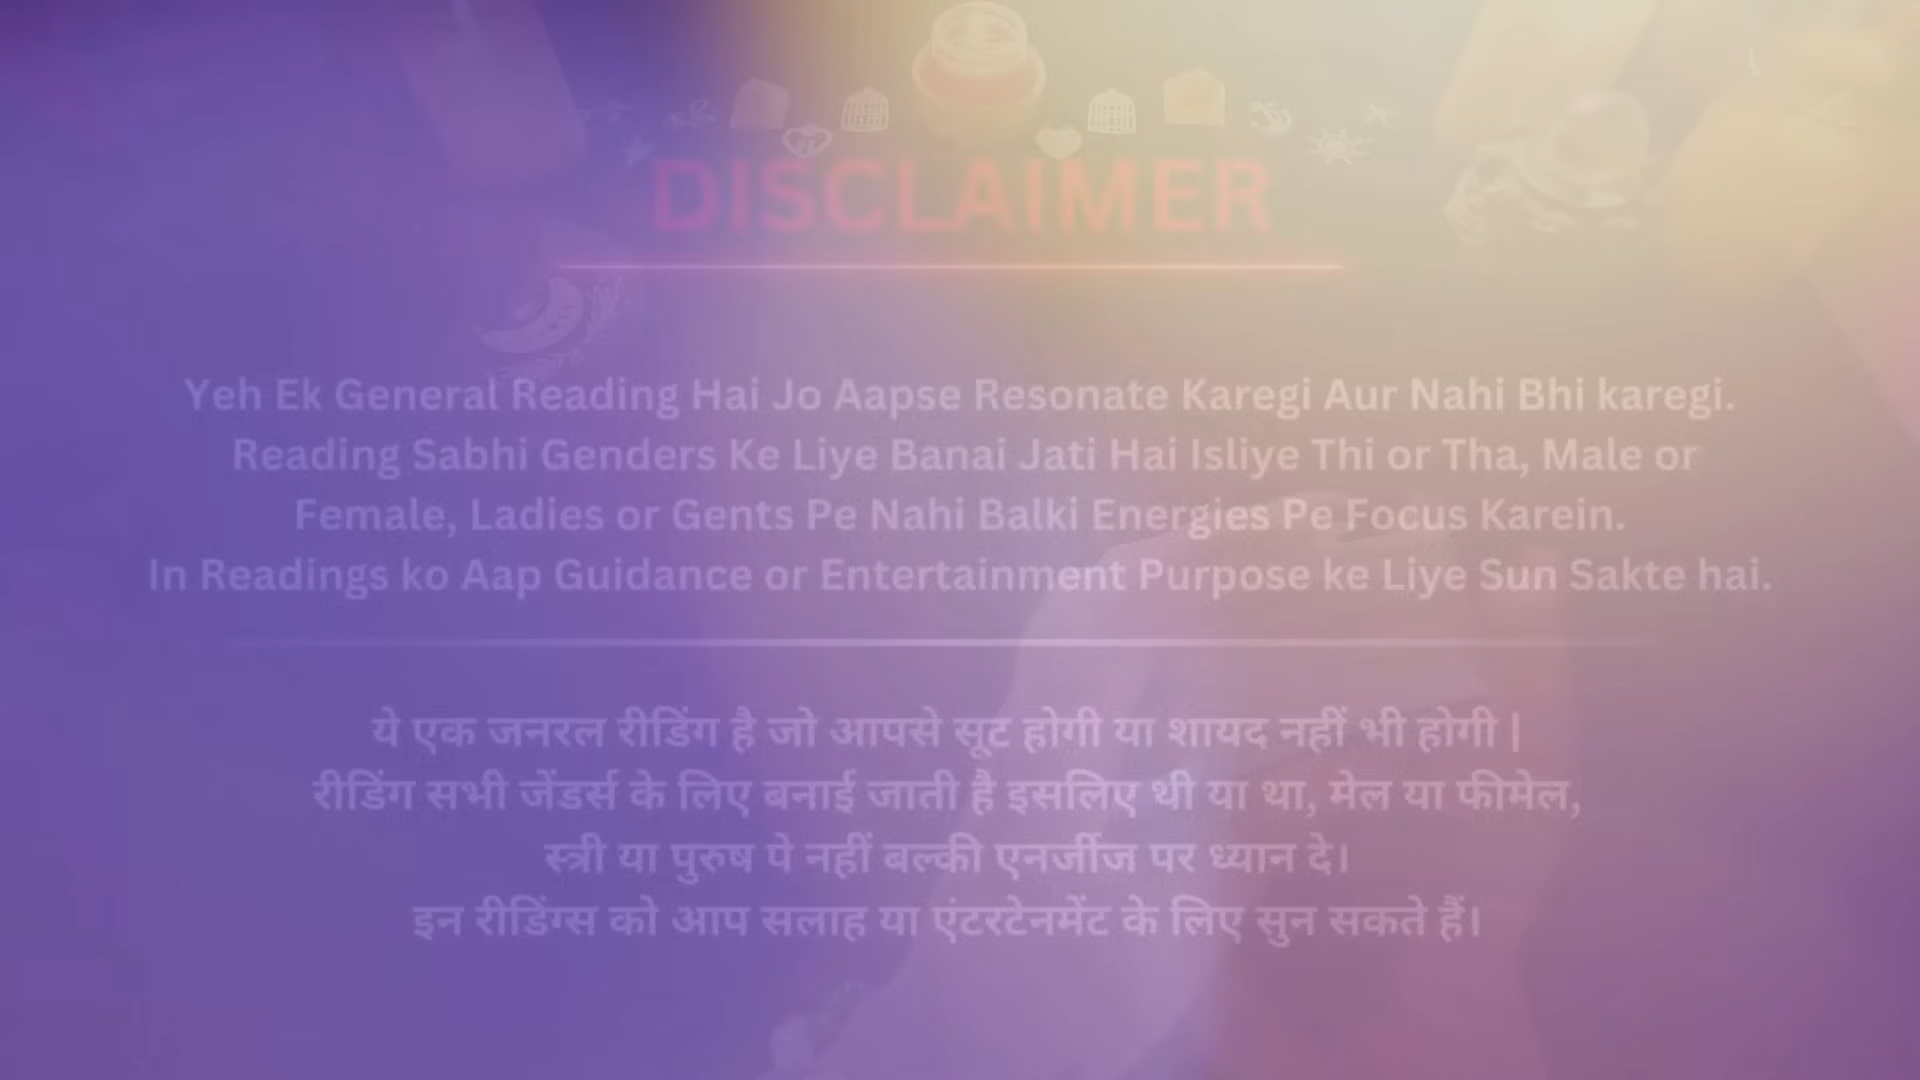 DISCLAIMER
Yeh Ek General Reading Hai Jo Aapse Resonate Karegi Aur Nahi Bhi karegi.
Reading Sabhi Genders Ke Liye Banai Jati Hai Isliye Thi or Tha, Male or
Female, Ladies or Gents Pe Nahi Balki Energies Pe Focus Karein.
In Readings ko Aap Guidance or Entertainment Purpose ke Liye Sun Sakte hai.
ये एक जनरल रीडिंग है जो आपसे सूट होगी या शायद नहीं भी होगी |
रीडिंग सभी जेंडर्स के लिए बनाई जाती है इसलिए थी या था, मेल या फीमेल,
स्त्री या पुरुष पे नहीं बल्की एनर्जीज पर ध्यान दे।
इन रीडिंग्स को आप सलाह या एंटरटेनमेंट के लिए सुन सकते हैं।